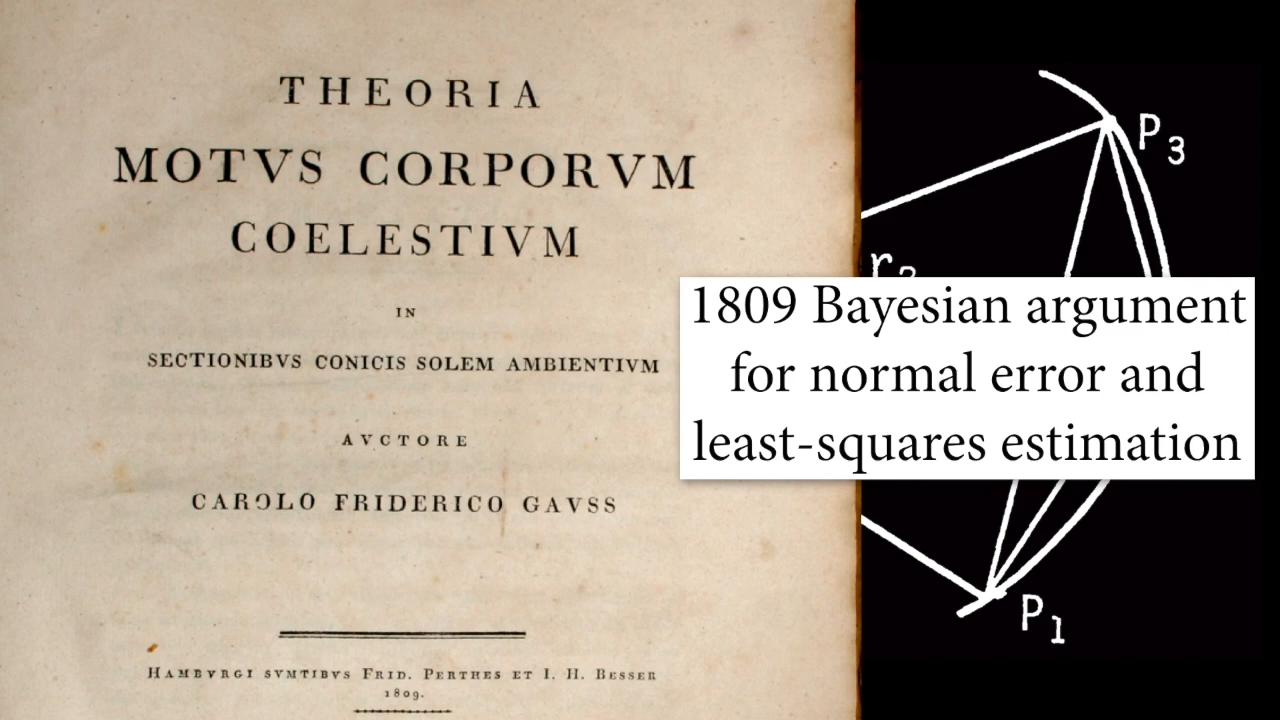 THEORIA
MOTVS CORPORVM
COELESTIVM
IN
SECTIONIBVS CONICIS SOLEM AMBIENTIVM
AVCTORE
CAROLO FRIDERICO GAVSS
HAMBVRGI SVMTIBVS FRID. PERTHES ET I. H. BESSER
1809.
P3
1809 Bayesian argument
for normal error and
least-squares estimation
P1